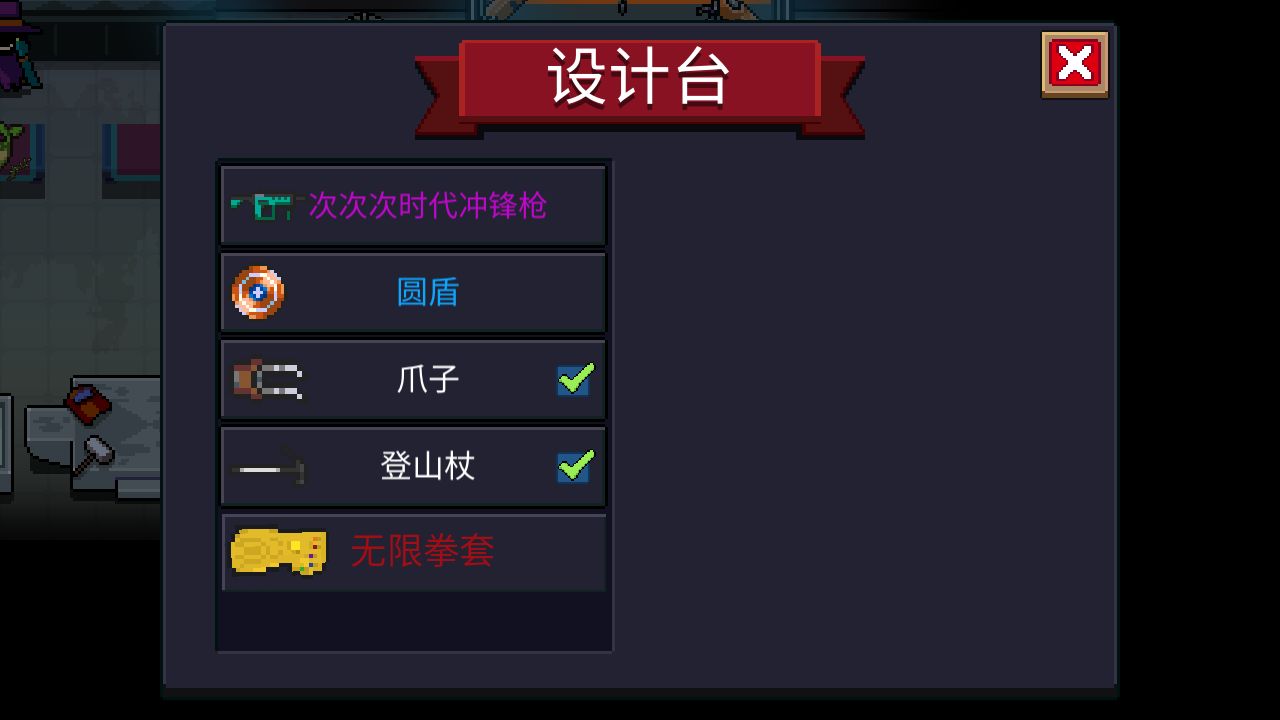 设计台
次次次时代冲锋枪
圆盾
爪子
登山杖
无限拳套